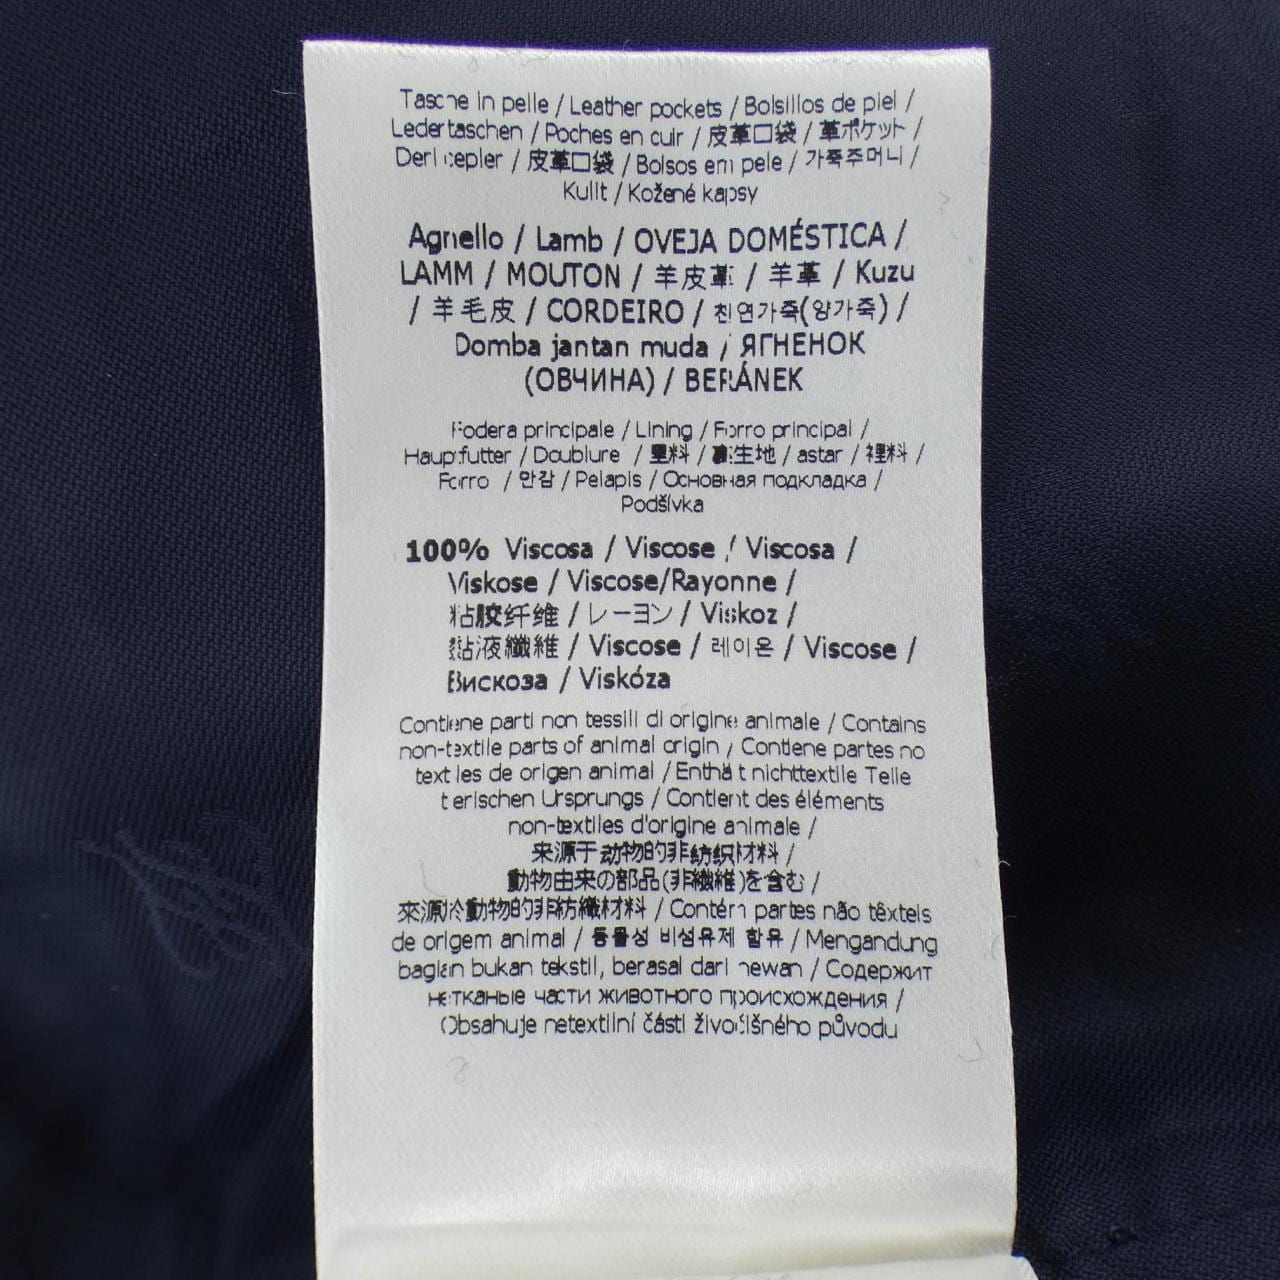 Tasche in pelle / Leather pockets / Bolsillos de piel /
Ledertaschen / Poches en cuir / 皮革口袋 / 革ポケット /
Deri cepler / 皮革口袋 / Bolsos em pele / 가죽주머니 /
Kulit / Kožené kapsy
Agnello / Lamb / OVEJA DOMÉSTICA /
LAMM / MOUTON / 羊皮革 / 羊革 / Kuzu
/ 羊毛皮 / CORDEIRO / 천연가죽(양가죽) /
Domba jantan muda / ЯГНЕНОК
(ОВЧИНА) / BERÁNEK
Fodera principale / Lining / Forro principal /
Hauptfutter / Doublure / 里料 / 裏生地 / astar / 裡料 /
Forro / 안감 / Pelapis / Основная подкладка /
Podšívka
100% Viscosa / Viscose / Viscosa /
Viskose / Viscose/Rayonne /
粘胶纤维 / レーヨン / Viskoz /
黏液纖維 / Viscose / 레이온 / Viscose /
Вискоза / Viskóza
Contiene parti non tessili di origine animale / Contains
non-textile parts of animal origin / Contiene partes no
textiles de origen animal / Enthält nichttextile Teile
tierischen Ursprungs / Contient des éléments
non-textiles d'origine animale /
来源于动物的非纺织材料 /
動物由来の部品(非繊維)を含む /
來源於動物的非紡織材料 / Contém partes não têxteis
de origem animal / 동물성 비섬유제 함유 / Mengandung
bagian bukan tekstil, berasal dari hewan / Содержит
нетканые части животного происхождения /
Obsahuje netextilní části živočišného původu